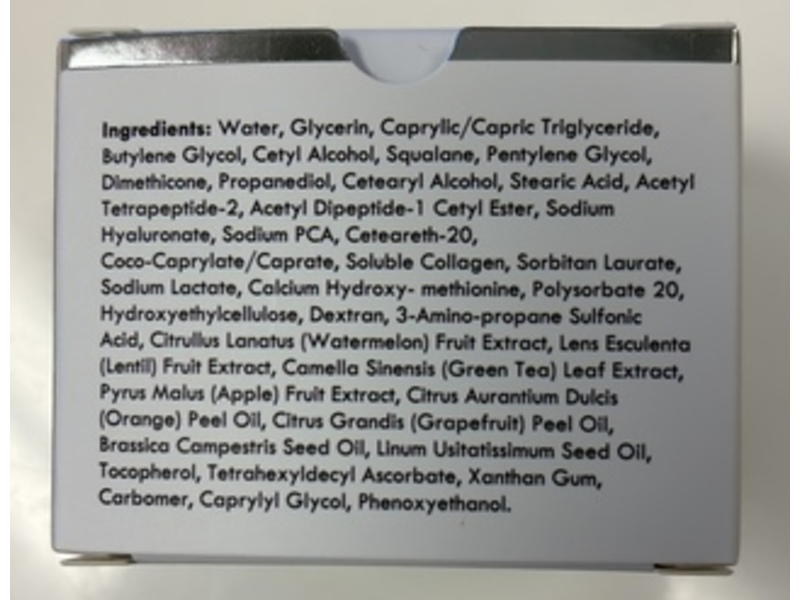 Ingredients: Water, Glycerin, Caprylic/Capric Triglyceride,
Butylene Glycol, Cetyl Alcohol, Squalane, Pentylene Glycol,
Dimethicone, Propanediol, Cetearyl Alcohol, Stearic Acid, Acetyl
Tetrapeptide-2, Acetyl Dipeptide-1 Cetyl Ester, Sodium
Hyaluronate, Sodium PCA, Ceteareth-20,
Coco-Caprylate/Caprate, Soluble Collagen, Sorbitan Laurate,
Sodium Lactate, Calcium Hydroxy- methionine, Polysorbate 20,
Hydroxyethylcellulose, Dextran, 3-Amino-propane Sulfonic
Acid, Citrullus Lanatus (Watermelon) Fruit Extract, Lens Esculenta
(Lentil) Fruit Extract, Camella Sinensis (Green Tea) Leaf Extract,
Pyrus Malus (Apple) Fruit Extract, Citrus Aurantium Dulcis
(Orange) Peel Oil, Citrus Grandis (Grapefruit) Peel Oil,
Brassica Campestris Seed Oil, Linum Usitatissimum Seed Oil,
Tocopherol, Tetrahexyldecyl Ascorbate, Xanthan Gum,
Carbomer, Caprylyl Glycol, Phenoxyethanol.